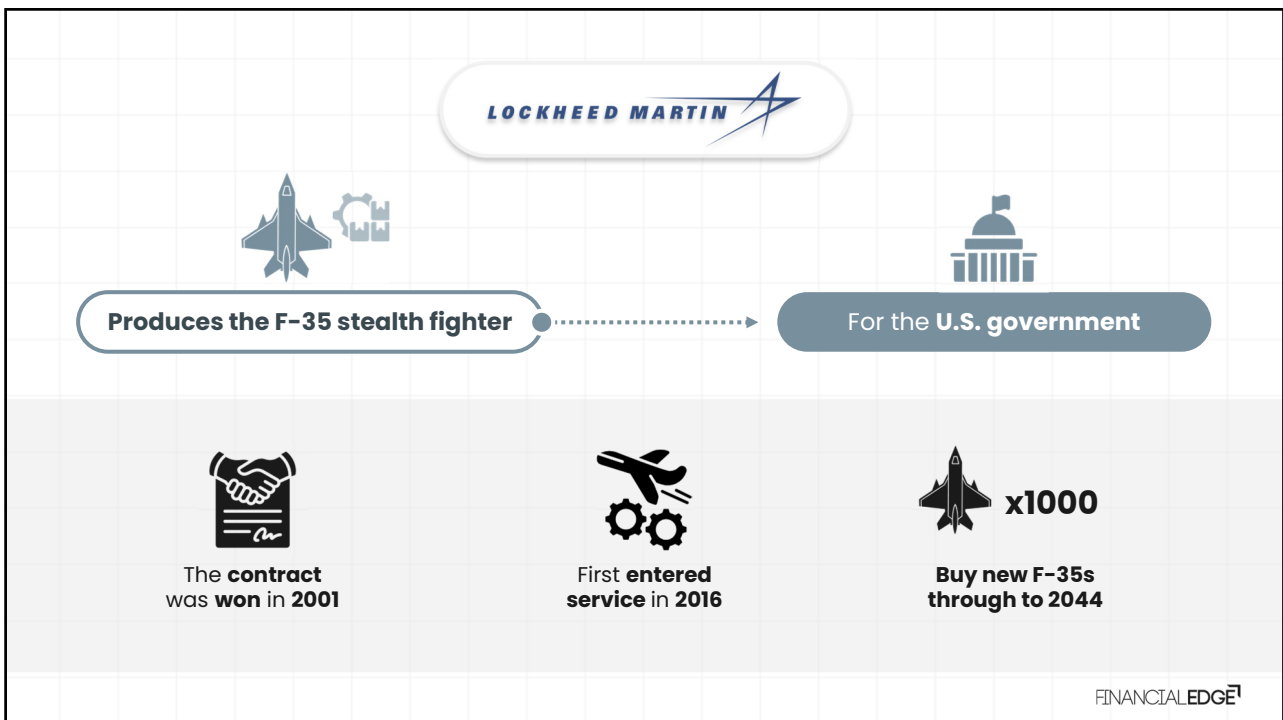 LOCKHEED MARTIN
Produces the F-35 stealth fighter
For the U.S. government
x1000
The contract
was won in 2001
First entered
service in 2016
Buy new F-35s
through to 2044
FINANCIALEDGE